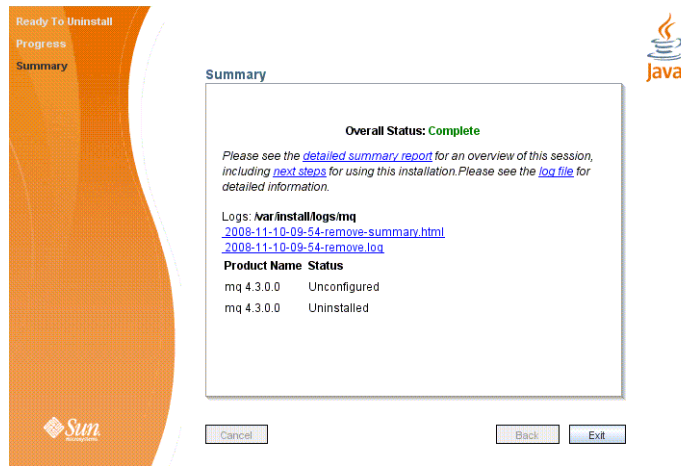 Ready To Uninstall
Progress
Summary
Java
Summary
Overall Status: Complete
Please see the detailed summary report for an overview of this session,
including next steps for using this installation.Please see the log file for
detailed information.
Logs: /var/install/logs/mq
2008-11-10-09-54-remove-summary.html
2008-11-10-09-54-remove.log
Product Name Status
mq 4.3.0.0 Unconfigured
mq 4.3.0.0 Uninstalled
Sun
Cancel Back Exit